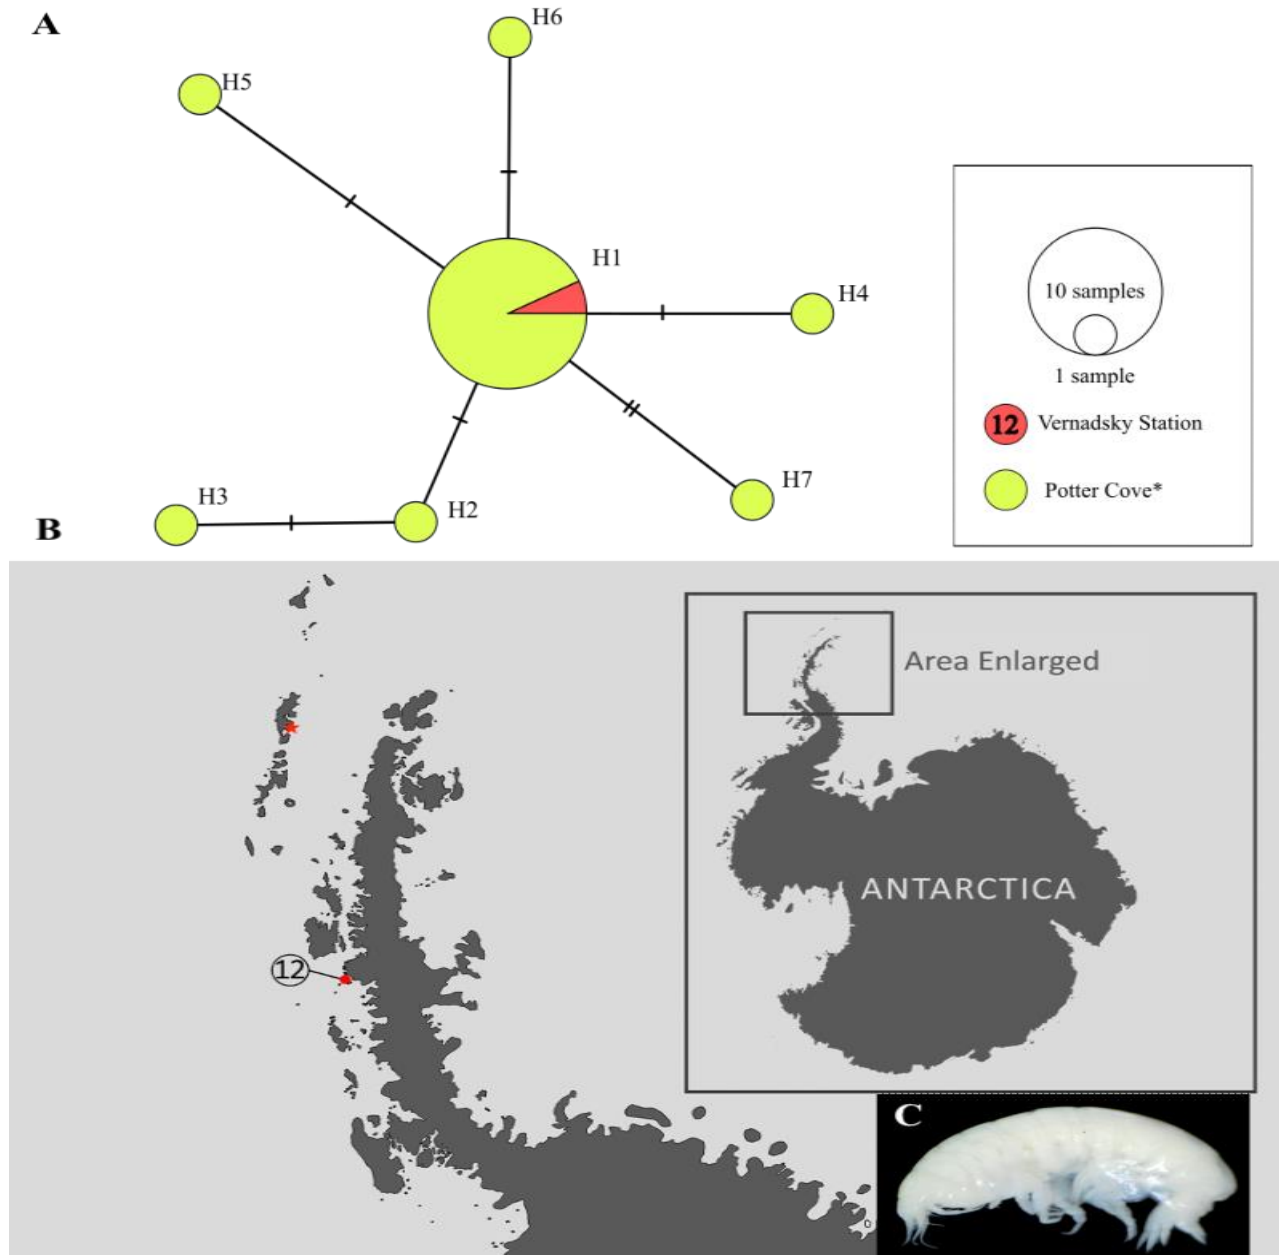 A
H6
H5
H1
H4
H7
H3
H2
10 samples
1 sample
12 Vernadsky Station
Potter Cove*
B
Area Enlarged
ANTARCTICA
12
C